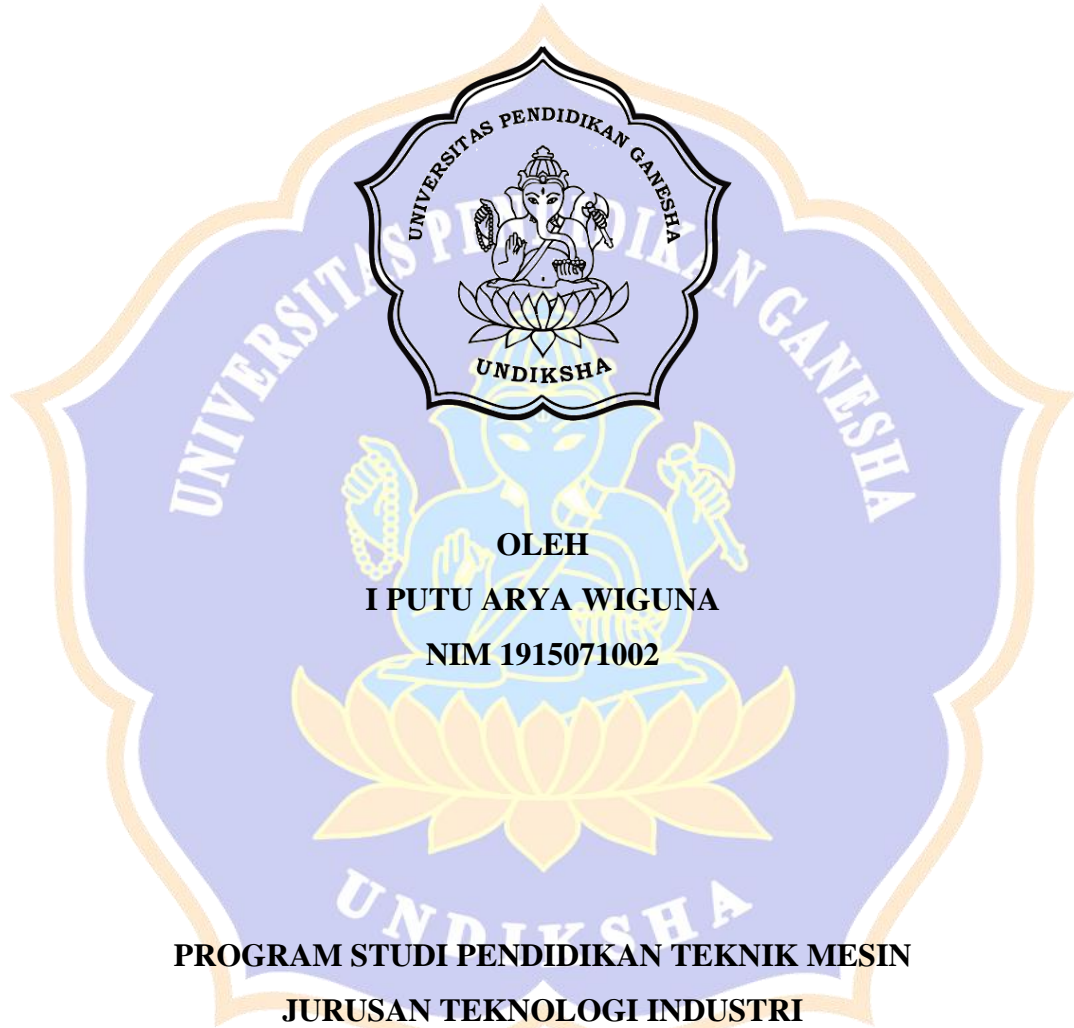 UNIVERSITAS PENDIDIKAN GANESHA
UNDIKSHA
UNIVERSITAS PENDIDIKAN GANESHA
OLEH
I PUTU ARYA WIGUNA
NIM 1915071002
UNDIKSHA
PROGRAM STUDI PENDIDIKAN TEKNIK MESIN
JURUSAN TEKNOLOGI INDUSTRI